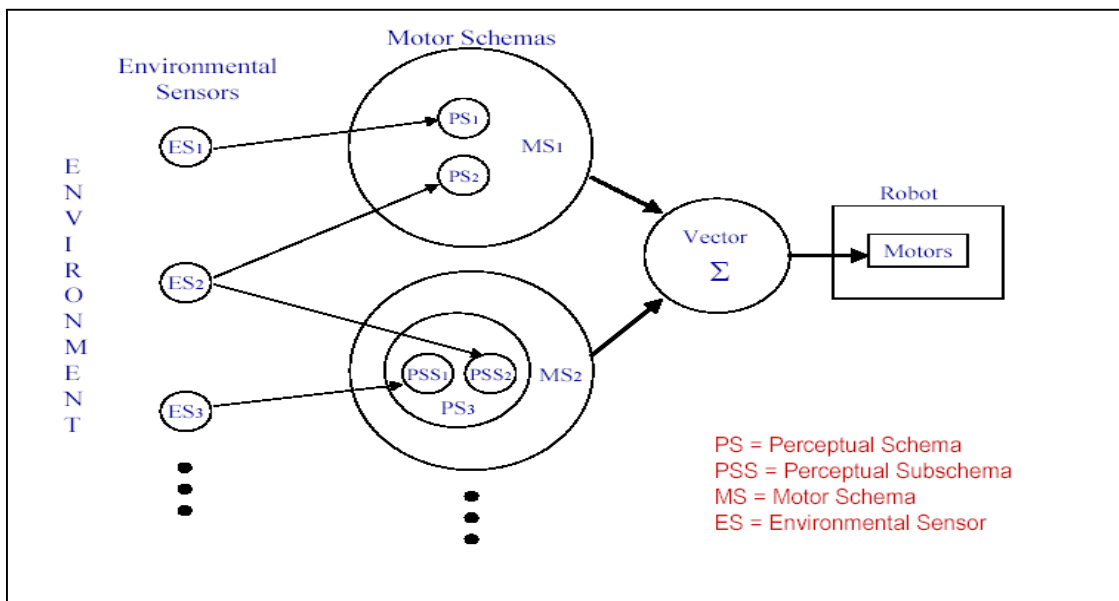 Motor Schemas
Environmental
Sensors
ENVIRONMENT
ES1
ES2
ES3
PS1
PS2
MS1
PSS1
PSS2
PS3
MS2
Vector
Σ
Robot
Motors
PS = Perceptual Schema
PSS = Perceptual Subschema
MS = Motor Schema
ES = Environmental Sensor